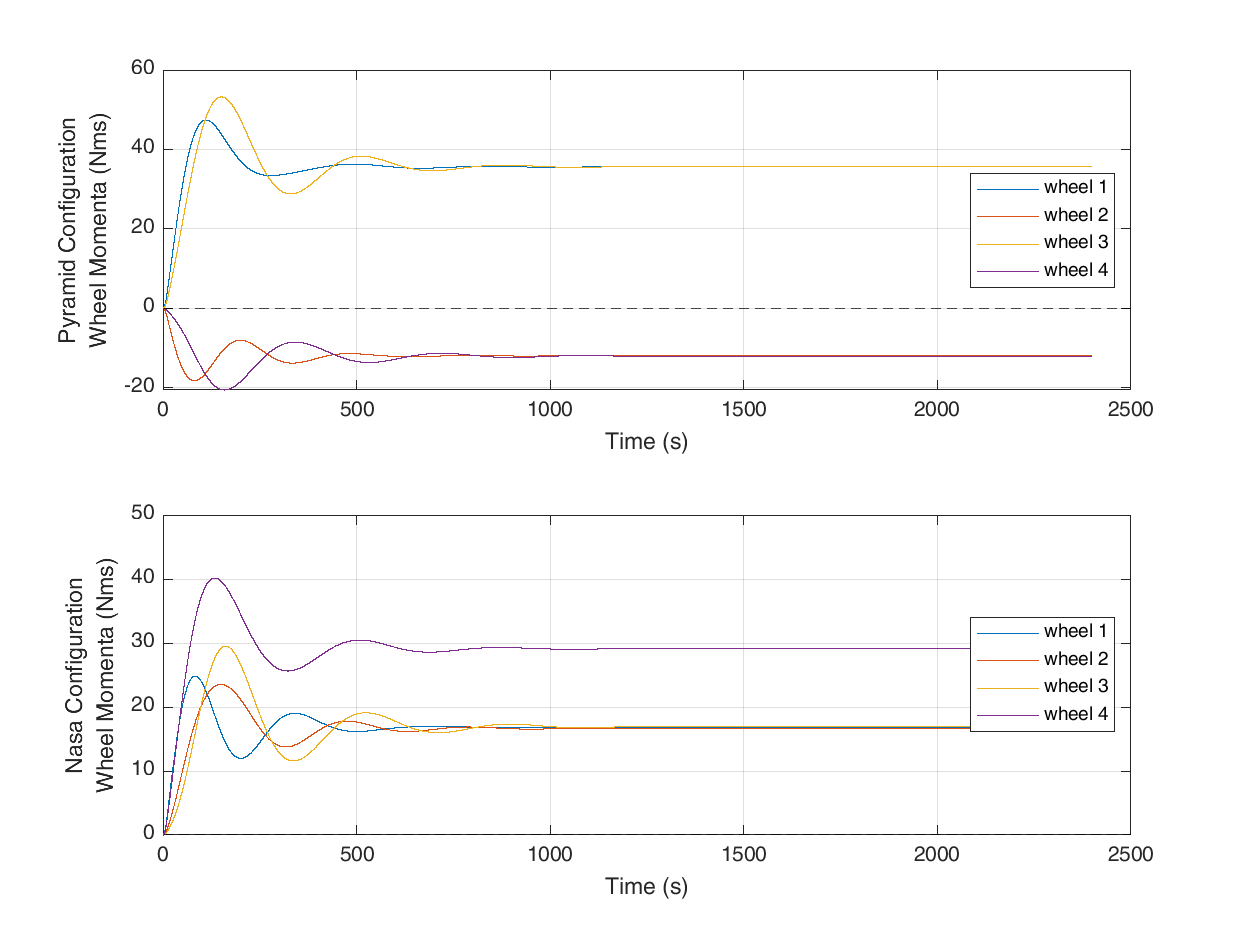 Pyramid Configuration
Wheel Momenta (Nms)
60
40
20
0
-20
0 500 1000 1500 2000 2500
Time (s)
wheel 1
wheel 2
wheel 3
wheel 4
Nasa Configuration
Wheel Momenta (Nms)
50
40
30
20
10
0
0 500 1000 1500 2000 2500
Time (s)
wheel 1
wheel 2
wheel 3
wheel 4